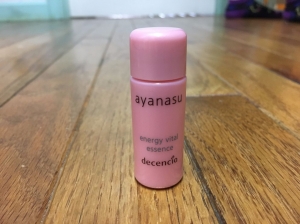 ayanasu
energy vital
essence
decencia